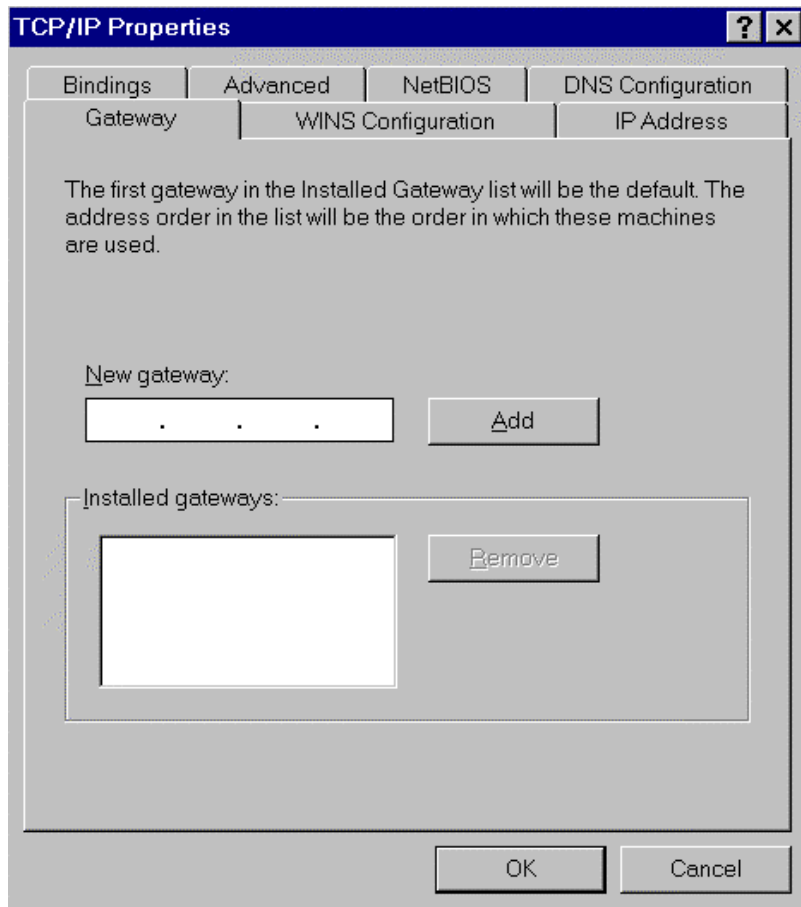 TCP/IP Properties
Bindings Advanced NetBIOS DNS Configuration
Gateway WINS Configuration IP Address
The first gateway in the Installed Gateway list will be the default. The
address order in the list will be the order in which these machines
are used.
New gateway:
. . . Add
Installed gateways:
Remove
OK Cancel